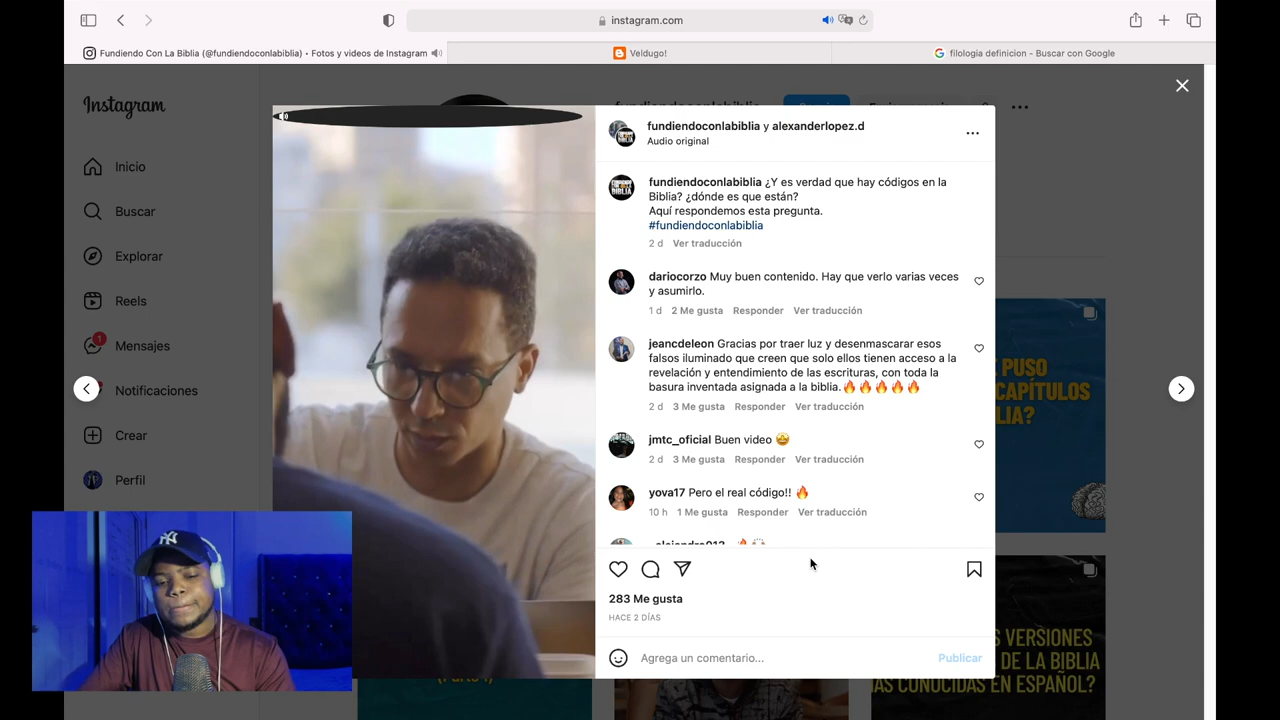 instagram.com
Fundiendo Con La Biblia (@fundiendoconlabiblia) • Fotos y videos de Instagram
Veldugo!
filologia definicion - Buscar con Google
Instagram
Inicio
Buscar
Explorar
Reels
1
Mensajes
Notificaciones
Crear
Perfil
fundiendoconlabiblia y alexanderlopez.d
Audio original
fundiendoconlabiblia ¿Y es verdad que hay códigos en la
Biblia? ¿dónde es que están?
Aquí respondemos esta pregunta.
#fundiendoconlabiblia
2 d Ver traducción
dariocorzo Muy buen contenido. Hay que verlo varias veces
y asumirlo.
1 d 2 Me gusta Responder Ver traducción
jeancdeleon Gracias por traer luz y desenmascarar esos
falsos iluminado que creen que solo ellos tienen acceso a la
revelación y entendimiento de las escrituras, con toda la
basura inventada asignada a la biblia.🔥🔥🔥🔥🔥
2 d 3 Me gusta Responder Ver traducción
jmtc_oficial Buen video 🤩
2 d 3 Me gusta Responder Ver traducción
yova17 Pero el real código!! 🔥
10 h 1 Me gusta Responder Ver traducción
283 Me gusta
HACE 2 DÍAS
Agrega un comentario...
Publicar
PUSO
CAPÍTULOS
LIA?
S VERSIONES
DE LA BIBLIA
ÁS CONOCIDAS EN ESPAÑOL?
(Parte I)